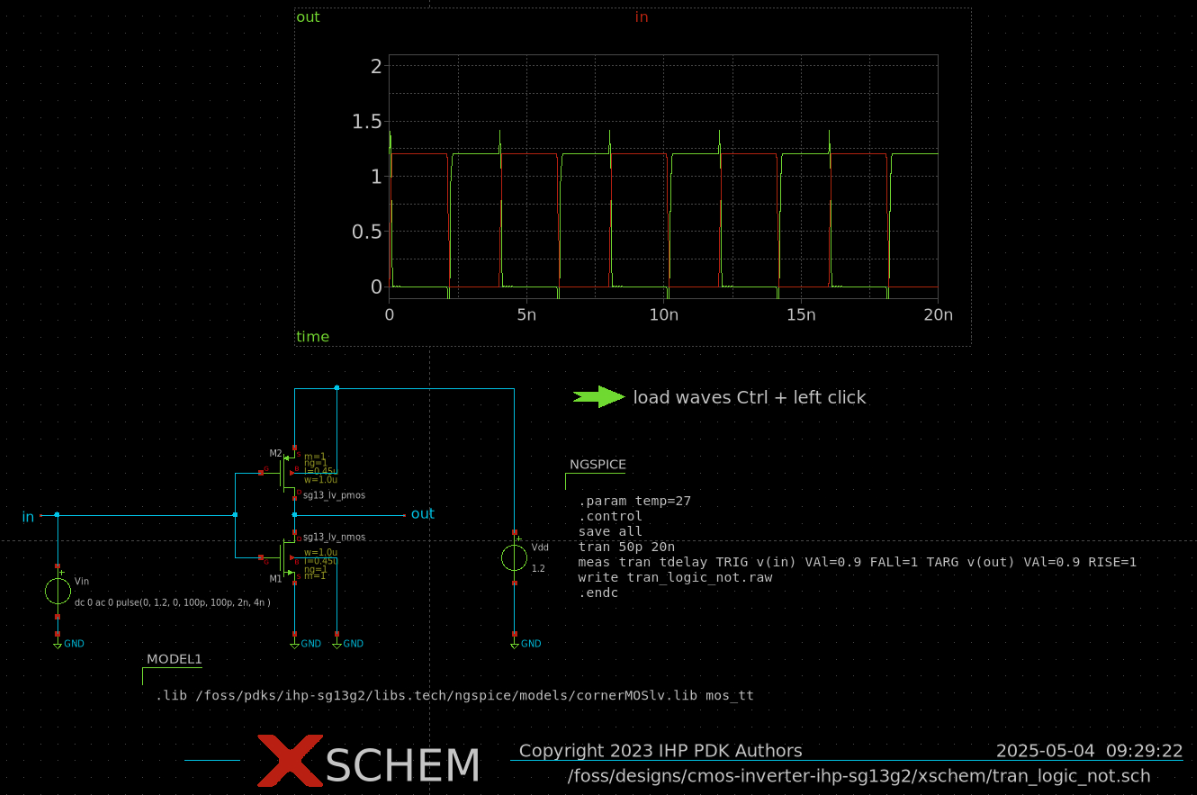 out
in
2
1.5
1
0.5
0
0 5n 10n 15n 20n
time
load waves Ctrl + left click
M2
m=1
ng=1
l=0.45u
w=1.0u
sg13_lv_pmos
NGSPICE
.param temp=27
.control
save all
tran 50p 20n
meas tran tdelay TRIG v(in) VAl=0.9 FALl=1 TARG v(out) VAl=0.9 RISE=1
write tran_logic_not.raw
.endc
in
out
sg13_lv_nmos
w=1.0u
l=0.45u
ng=1
m=1
M1
Vdd
1.2
Vin
dc 0 ac 0 pulse(0, 1.2, 0, 100p, 100p, 2n, 4n )
GND
GND
GND
GND
MODEL1
.lib /foss/pdks/ihp-sg13g2/libs.tech/ngspice/models/cornerMOSlv.lib mos_tt
XSCHEM
Copyright 2023 IHP PDK Authors
2025-05-04 09:29:22
/foss/designs/cmos-inverter-ihp-sg13g2/xschem/tran_logic_not.sch